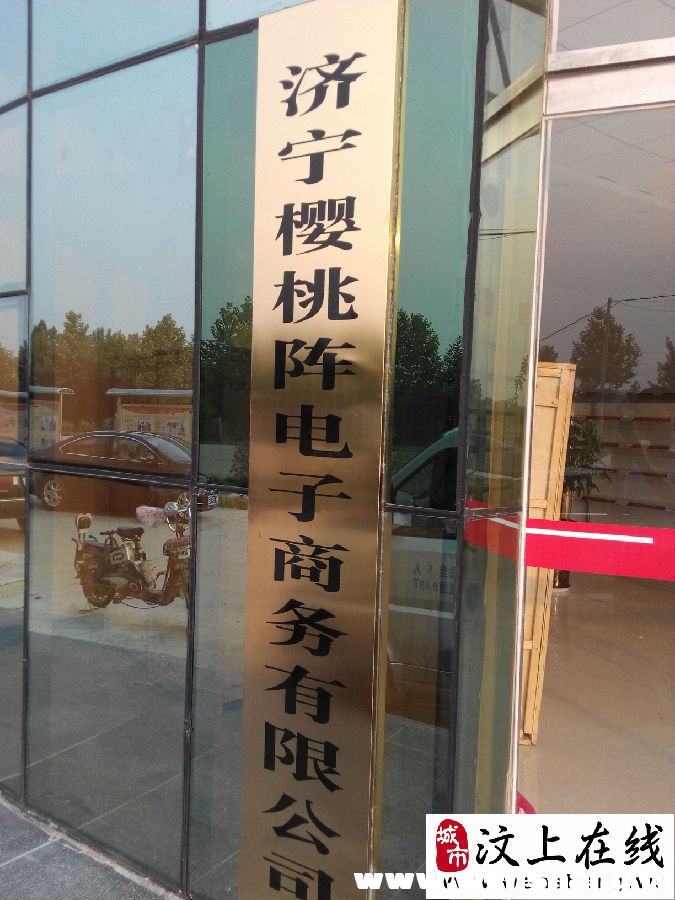 济宁樱桃阵电子商务有限公司
城市
汶上在线